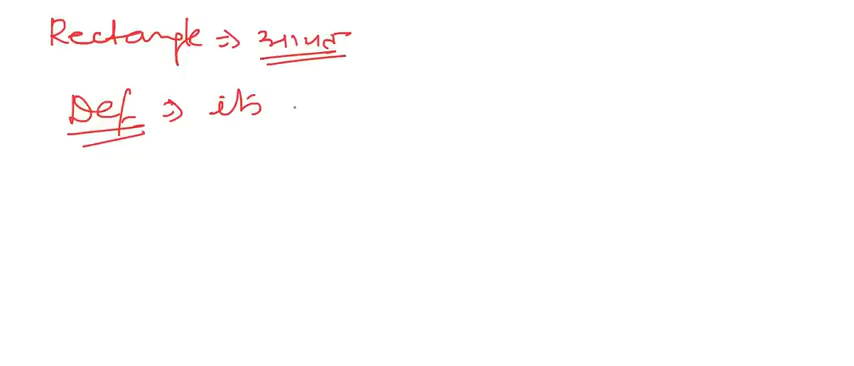 Rectangle ⇒ आयत
Def ⇒ its